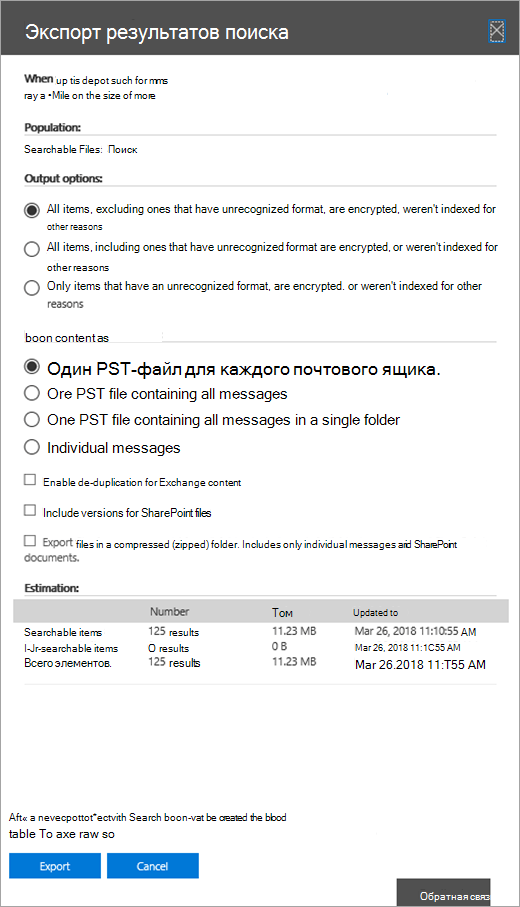 Экспорт результатов поиска
When up tis depot such for mms
ray a •Mile on the size of more
Population:
Searchable Files: Поиск
Output options:
All items, excluding ones that have unrecognized format, are encrypted, weren't indexed for
other reasons
All items, including ones that have unrecognized format are encrypted, or weren't indexed for
other reasons
Only items that have an unrecognized format, are encrypted. or weren't indexed for other
reasons
boon content as
Один PST-файл для каждого почтового ящика.
Ore PST file containing all messages
One PST file containing all messages in a single folder
Individual messages
Enable de-duplication for Exchange content
Include versions for SharePoint files
Export files in a compressed (zipped) folder. Includes only individual messages arid SharePoint
documents.
Estimation:
Number Том Updated to
Searchable items 125 results 11.23 MB Mar 26, 2018 11:10:55 AM
I-Jr-searchable items O results 0 B Mar 26, 2018 11:1C55 AM
Всего элементов. 125 results 11.23 MB Mar 26.2018 11:T55 AM
Aft« a nevecpottot"ectvith Search boon-vat be created the bbod
table To axe raw so
Export Cancel
Обратная связ